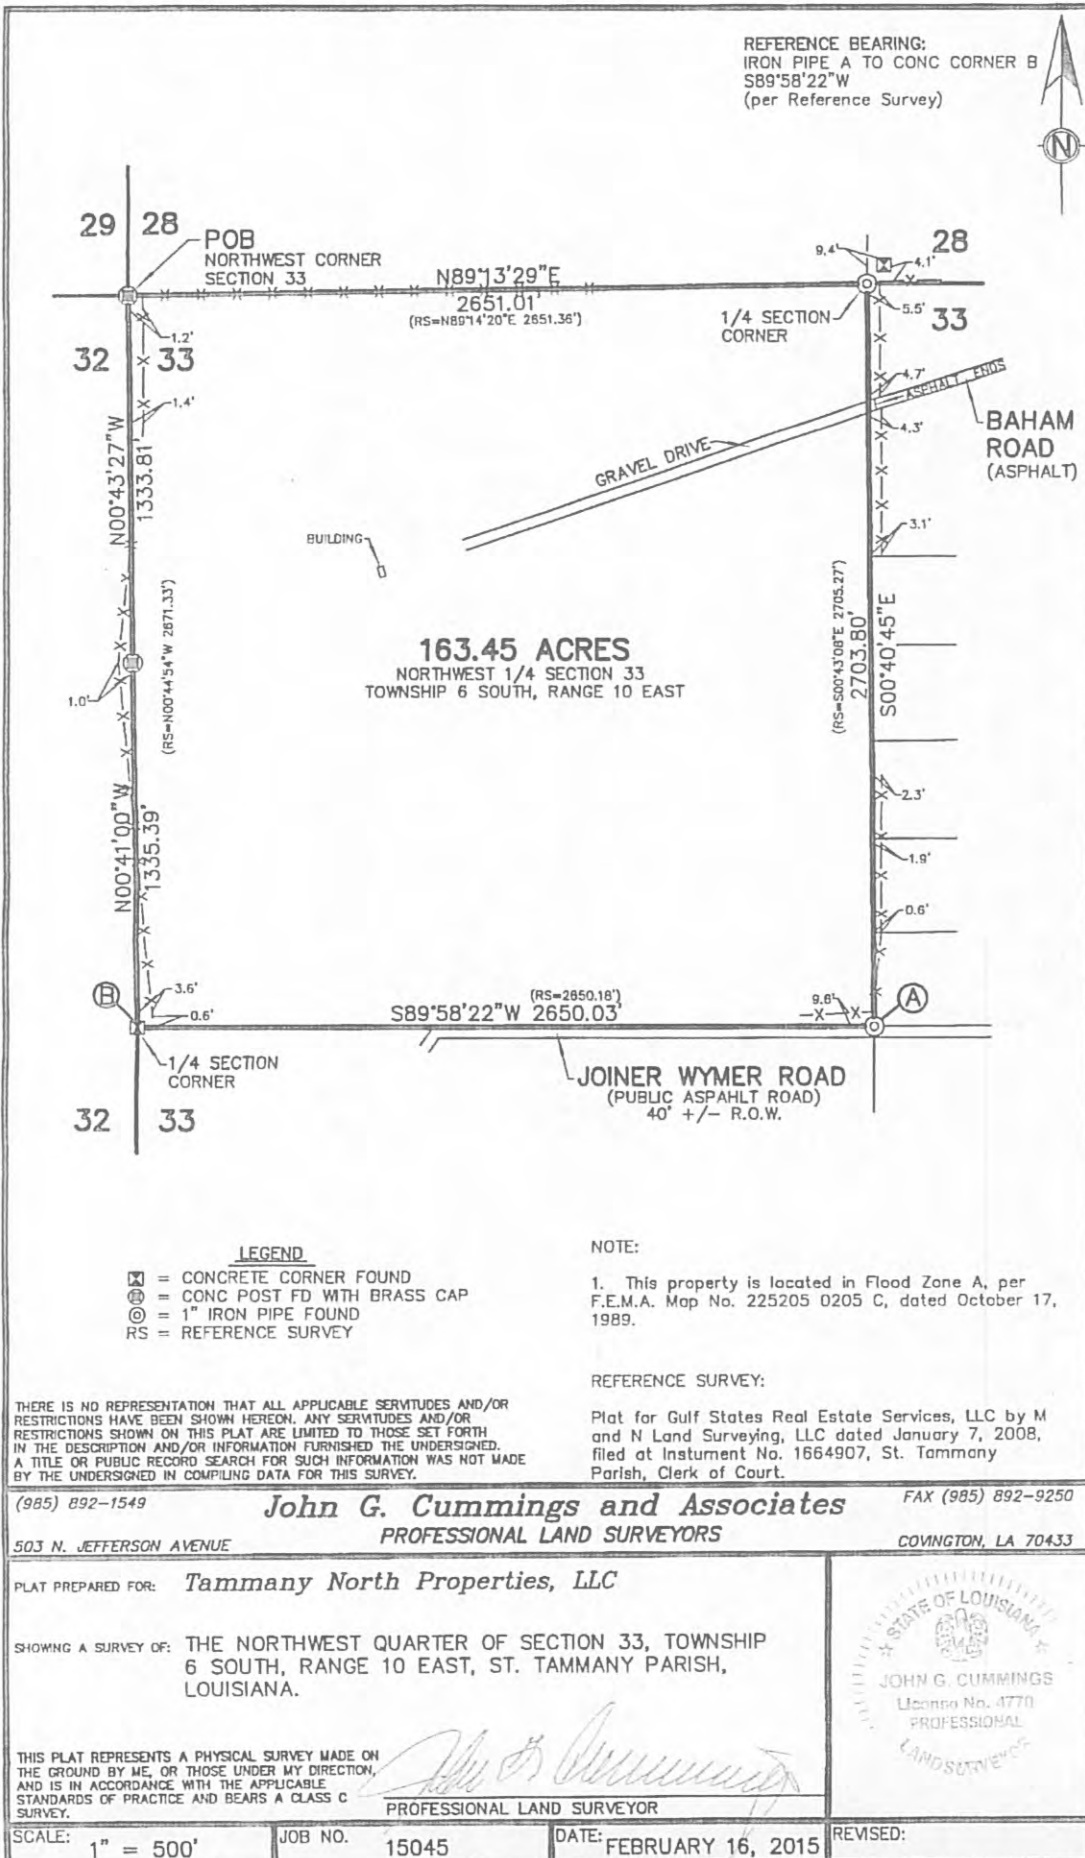 REFERENCE BEARING:
IRON PIPE A TO CONC CORNER B
S89°58'22"W
(per Reference Survey)
N
29 28
POB
NORTHWEST CORNER
SECTION 33
N89°13'29"E
2651.01'
(RS=N89°14'20"E 2651.36')
9.4'
28
4.1'
1/4 SECTION
CORNER
5.5'
33
1.2'
32 33
1.4'
N00°43'27"W
1333.81'
4.7'
ASPHALT ENDS
4.3'
BAHAM
ROAD
(ASPHALT)
GRAVEL DRIVE
BUILDING
3.1'
(RS=N00°44'54"W 2671.33')
(RS=S00°43'08"E 2705.27')
2703.80'
S00°40'45"E
163.45 ACRES
NORTHWEST 1/4 SECTION 33
TOWNSHIP 6 SOUTH, RANGE 10 EAST
1.0'
N00°41'00"W
1335.39'
2.3'
1.9'
0.6'
B
3.6'
0.6'
(RS=2650.18')
S89°58'22"W 2650.03'
9.6'
A
1/4 SECTION
CORNER
JOINER WYMER ROAD
(PUBLIC ASPAHLT ROAD)
40' +/- R.O.W.
32 33
LEGEND
= CONCRETE CORNER FOUND
= CONC POST FD WITH BRASS CAP
= 1" IRON PIPE FOUND
RS = REFERENCE SURVEY
NOTE:
1. This property is located in Flood Zone A, per
F.E.M.A. Map No. 225205 0205 C, dated October 17,
1989.
REFERENCE SURVEY:
Plat for Gulf States Real Estate Services, LLC by M
and N Land Surveying, LLC dated January 7, 2008,
filed at Instument No. 1664907, St. Tammany
Parish, Clerk of Court.
THERE IS NO REPRESENTATION THAT ALL APPLICABLE SERVITUDES AND/OR
RESTRICTIONS HAVE BEEN SHOWN HEREON. ANY SERVITUDES AND/OR
RESTRICTIONS SHOWN ON THIS PLAT ARE LIMITED TO THOSE SET FORTH
IN THE DESCRIPTION AND/OR INFORMATION FURNISHED THE UNDERSIGNED.
A TITLE OR PUBLIC RECORD SEARCH FOR SUCH INFORMATION WAS NOT MADE
BY THE UNDERSIGNED IN COMPILING DATA FOR THIS SURVEY.
(985) 892-1549
John G. Cummings and Associates
FAX (985) 892-9250
503 N. JEFFERSON AVENUE
PROFESSIONAL LAND SURVEYORS
COVINGTON, LA 70433
PLAT PREPARED FOR: Tammany North Properties, LLC
SHOWING A SURVEY OF: THE NORTHWEST QUARTER OF SECTION 33, TOWNSHIP
6 SOUTH, RANGE 10 EAST, ST. TAMMANY PARISH,
LOUISIANA.
STATE OF LOUISIANA
JOHN G. CUMMINGS
License No. 4770
PROFESSIONAL
LAND SURVEYOR
THIS PLAT REPRESENTS A PHYSICAL SURVEY MADE ON
THE GROUND BY ME, OR THOSE UNDER MY DIRECTION,
AND IS IN ACCORDANCE WITH THE APPLICABLE
STANDARDS OF PRACTICE AND BEARS A CLASS C
SURVEY.
John G. Cummings
PROFESSIONAL LAND SURVEYOR
SCALE: 1" = 500'
JOB NO. 15045
DATE: FEBRUARY 16, 2015
REVISED: